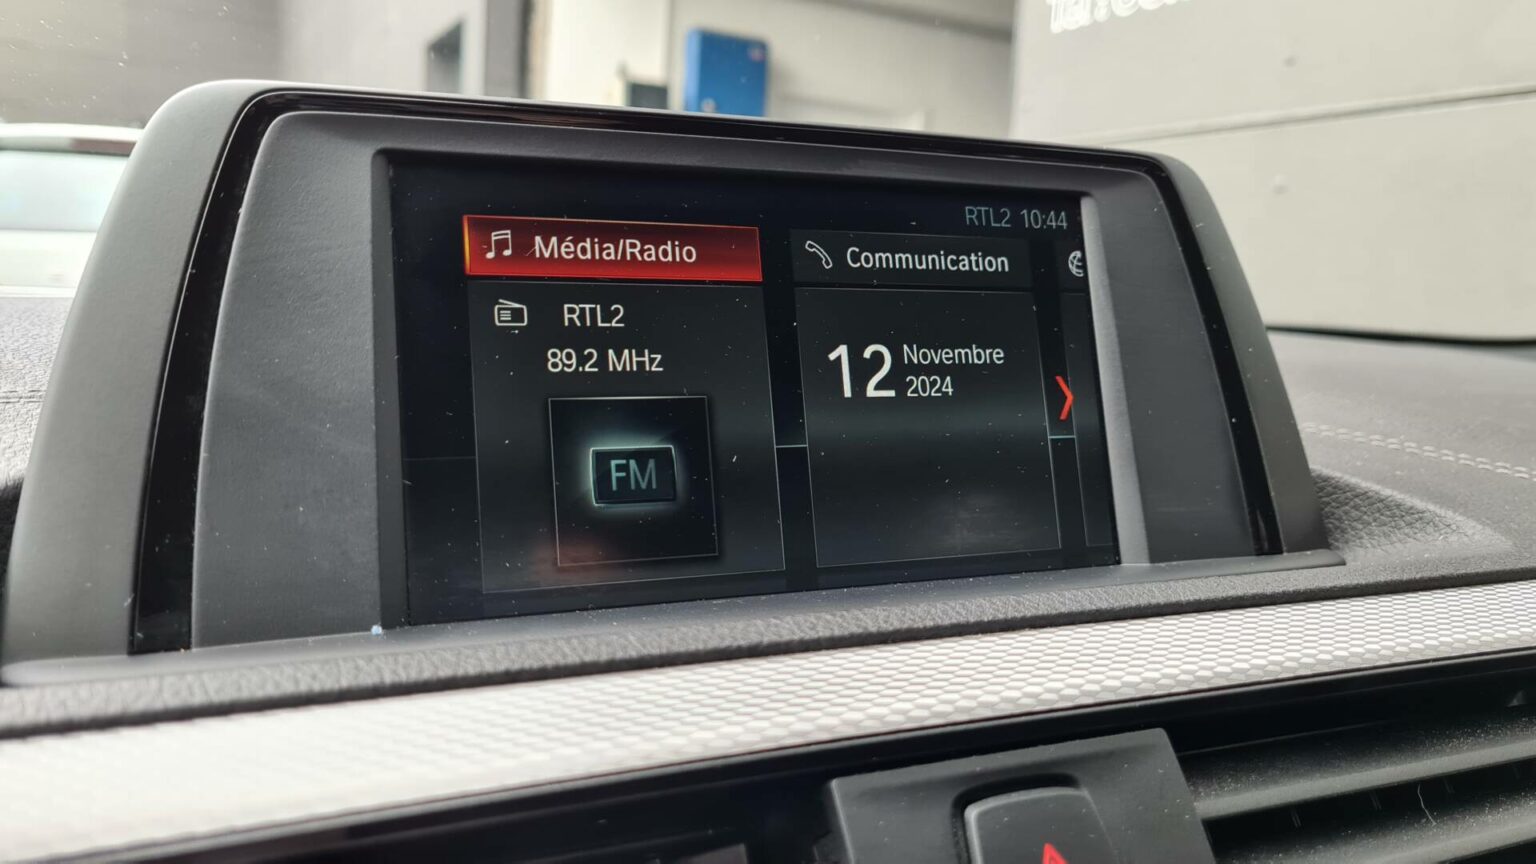 RTL2 10:44
Média/Radio
Communication
RTL2
89.2 MHz
FM
12 Novembre
2024